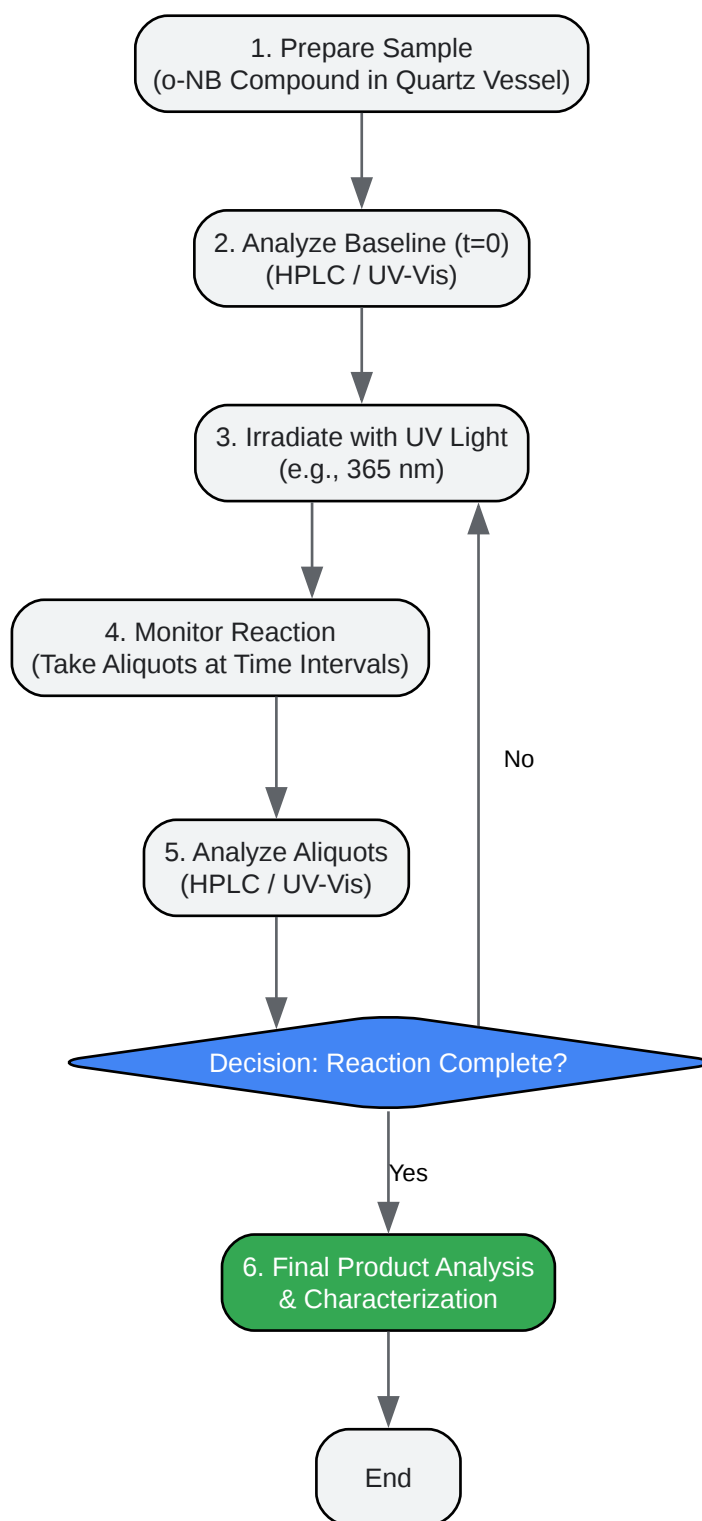 1. Prepare Sample
(o-NB Compound in Quartz Vessel)
2. Analyze Baseline (t=0)
(HPLC / UV-Vis)
3. Irradiate with UV Light
(e.g., 365 nm)
4. Monitor Reaction
(Take Aliquots at Time Intervals)
No
5. Analyze Aliquots
(HPLC / UV-Vis)
Decision: Reaction Complete?
Yes
6. Final Product Analysis
& Characterization
End